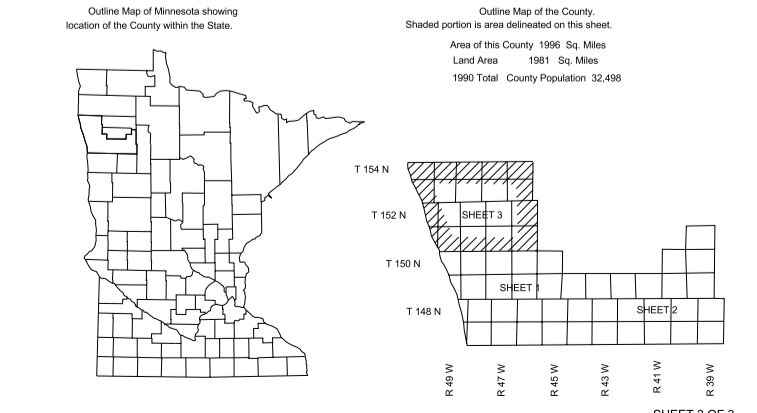 Outline Map of Minnesota showing
location of the County within the State.
Outline Map of the County.
Shaded portion is area delineated on this sheet.
Area of this County 1996 Sq. Miles
Land Area 1981 Sq. Miles
1990 Total County Population 32,498
T 154 N
T 152 N
SHEET 3
T 150 N
SHEET 1
T 148 N
SHEET 2
R 49 W
R 47 W
R 45 W
R 43 W
R 41 W
R 39 W